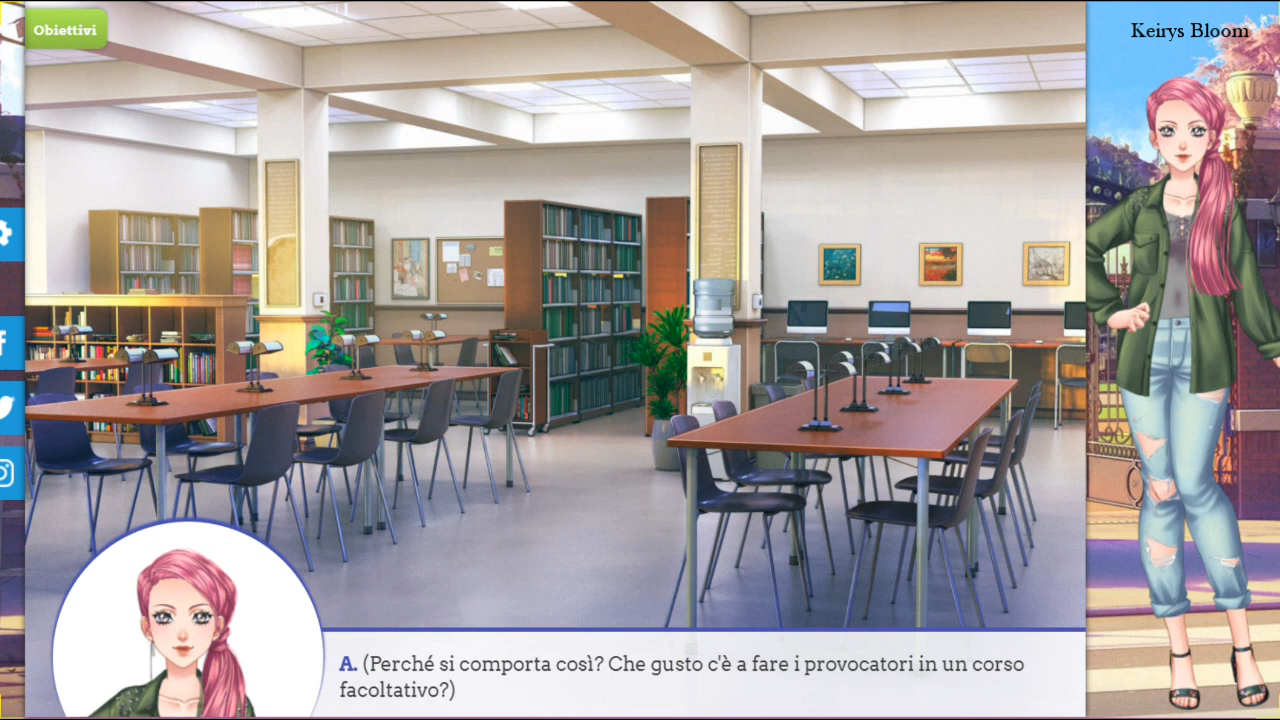 Obiettivi
Keirys Bloom
A. (Perché si comporta così? Che gusto c'è a fare i provocatori in un corso
facoltativo?)